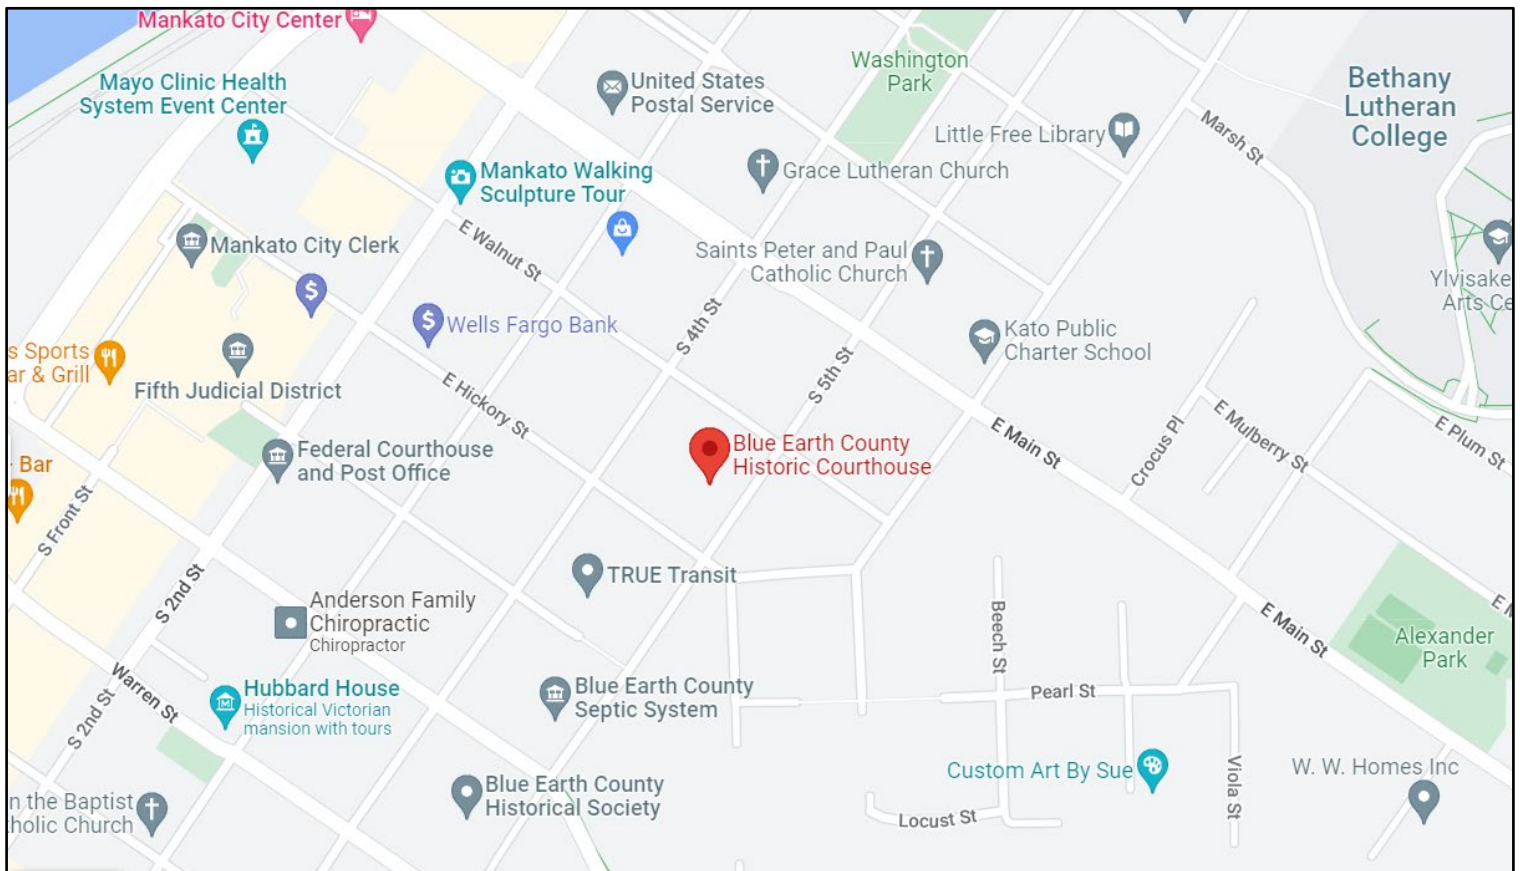 Mankato City Center
Mayo Clinic Health
System Event Center
United States
Postal Service
Washington
Park
Bethany
Lutheran
College
Little Free Library
Marsh St
Mankato Walking
Sculpture Tour
Grace Lutheran Church
E Walnut St
Mankato City Clerk
Saints Peter and Paul
Catholic Church
Ylvisake
Arts Ce
Wells Fargo Bank
S 4th St
Kato Public
Charter School
s Sports
ar & Grill
Fifth Judicial District
E Hickory St
S 5th St
E Main St
Crocus Pl
E Mulberry St
E Plum St
Blue Earth County
Historic Courthouse
Federal Courthouse
and Post Office
Bar
S Front St
S 2nd St
TRUE Transit
Anderson Family
Chiropractic
Chiropractor
Beech St
E Main St
E M
Alexander
Park
Warren St
Hubbard House
Historical Victorian
mansion with tours
S 2nd St
Blue Earth County
Septic System
Pearl St
Custom Art By Sue
Viola St
W. W. Homes Inc
Blue Earth County
Historical Society
n the Baptist
tholic Church
Locust St